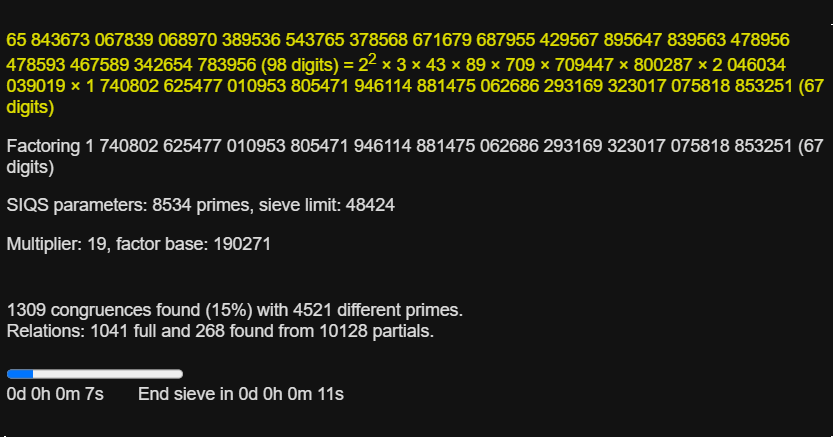 65 843673 067839 068970 389536 543765 378568 671679 687955 429567 895647 839563 478956
478593 467589 342654 783956 (98 digits) = 2² × 3 × 43 × 89 × 709 × 709447 × 800287 × 2 046034
039019 × 1 740802 625477 010953 805471 946114 881475 062686 293169 323017 075818 853251 (67
digits)
Factoring 1 740802 625477 010953 805471 946114 881475 062686 293169 323017 075818 853251 (67
digits)
SIQS parameters: 8534 primes, sieve limit: 48424
Multiplier: 19, factor base: 190271
1309 congruences found (15%) with 4521 different primes.
Relations: 1041 full and 268 found from 10128 partials.
0d 0h 0m 7s End sieve in 0d 0h 0m 11s